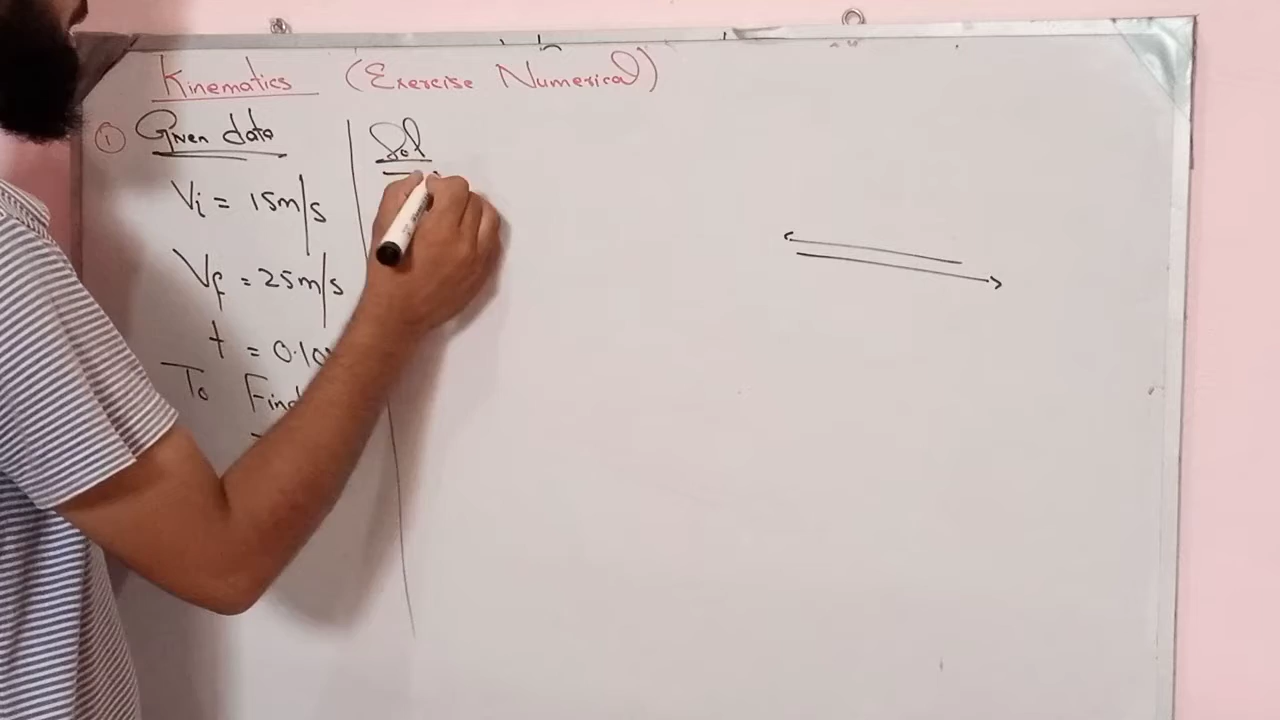 Kinematics (Exercise Numerical)
① Given data
Sol
Vi = 15m/s
Vf = 25m/s
t = 0.10
To Find